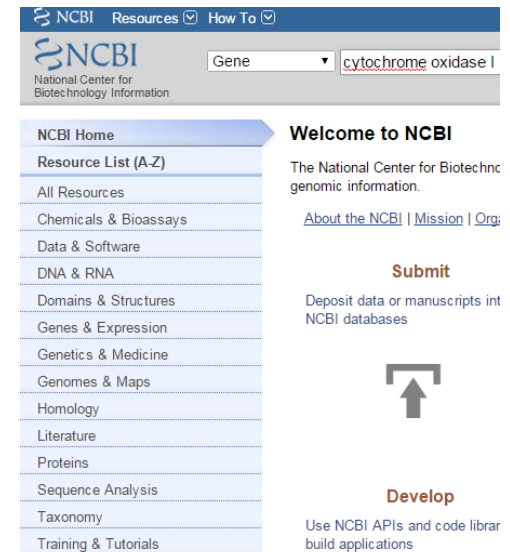 NCBI Resources How To
NCBI
National Center for
Biotechnology Information
Gene
cytochrome oxidase I
NCBI Home
Resource List (A-Z)
All Resources
Chemicals & Bioassays
Data & Software
DNA & RNA
Domains & Structures
Genes & Expression
Genetics & Medicine
Genomes & Maps
Homology
Literature
Proteins
Sequence Analysis
Taxonomy
Training & Tutorials
Welcome to NCBI
The National Center for Biotechno
genomic information.
About the NCBI | Mission | Orga
Submit
Deposit data or manuscripts int
NCBI databases
Develop
Use NCBI APIs and code librar
build applications